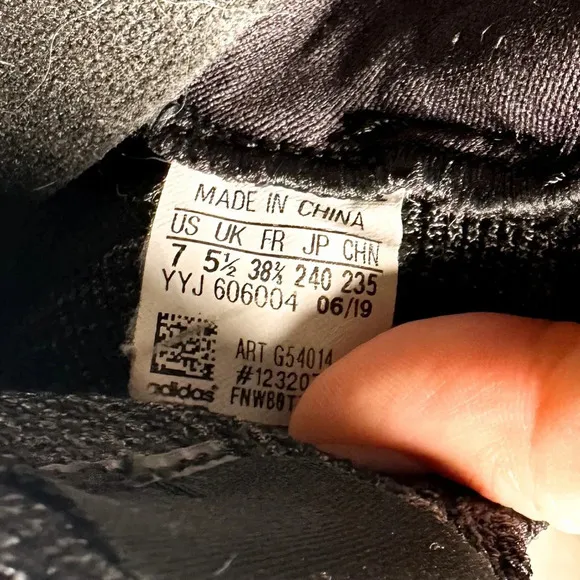 MADE IN CHINA
US UK FR JP CHN
7 5½ 38⅔ 240 235
YYJ 606004 06/19
ART G54014
adidas